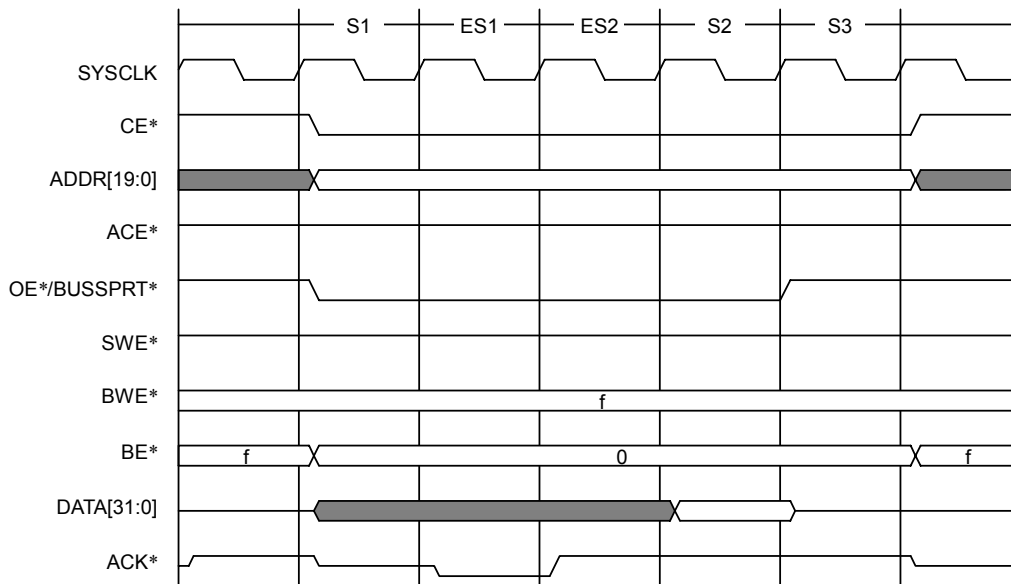 S1 ES1 ES2 S2 S3
SYSCLK
CE*
ADDR[19:0]
ACE*
OE*/BUSSPRT*
SWE*
BWE* f
BE* f 0 f
DATA[31:0]
ACK*